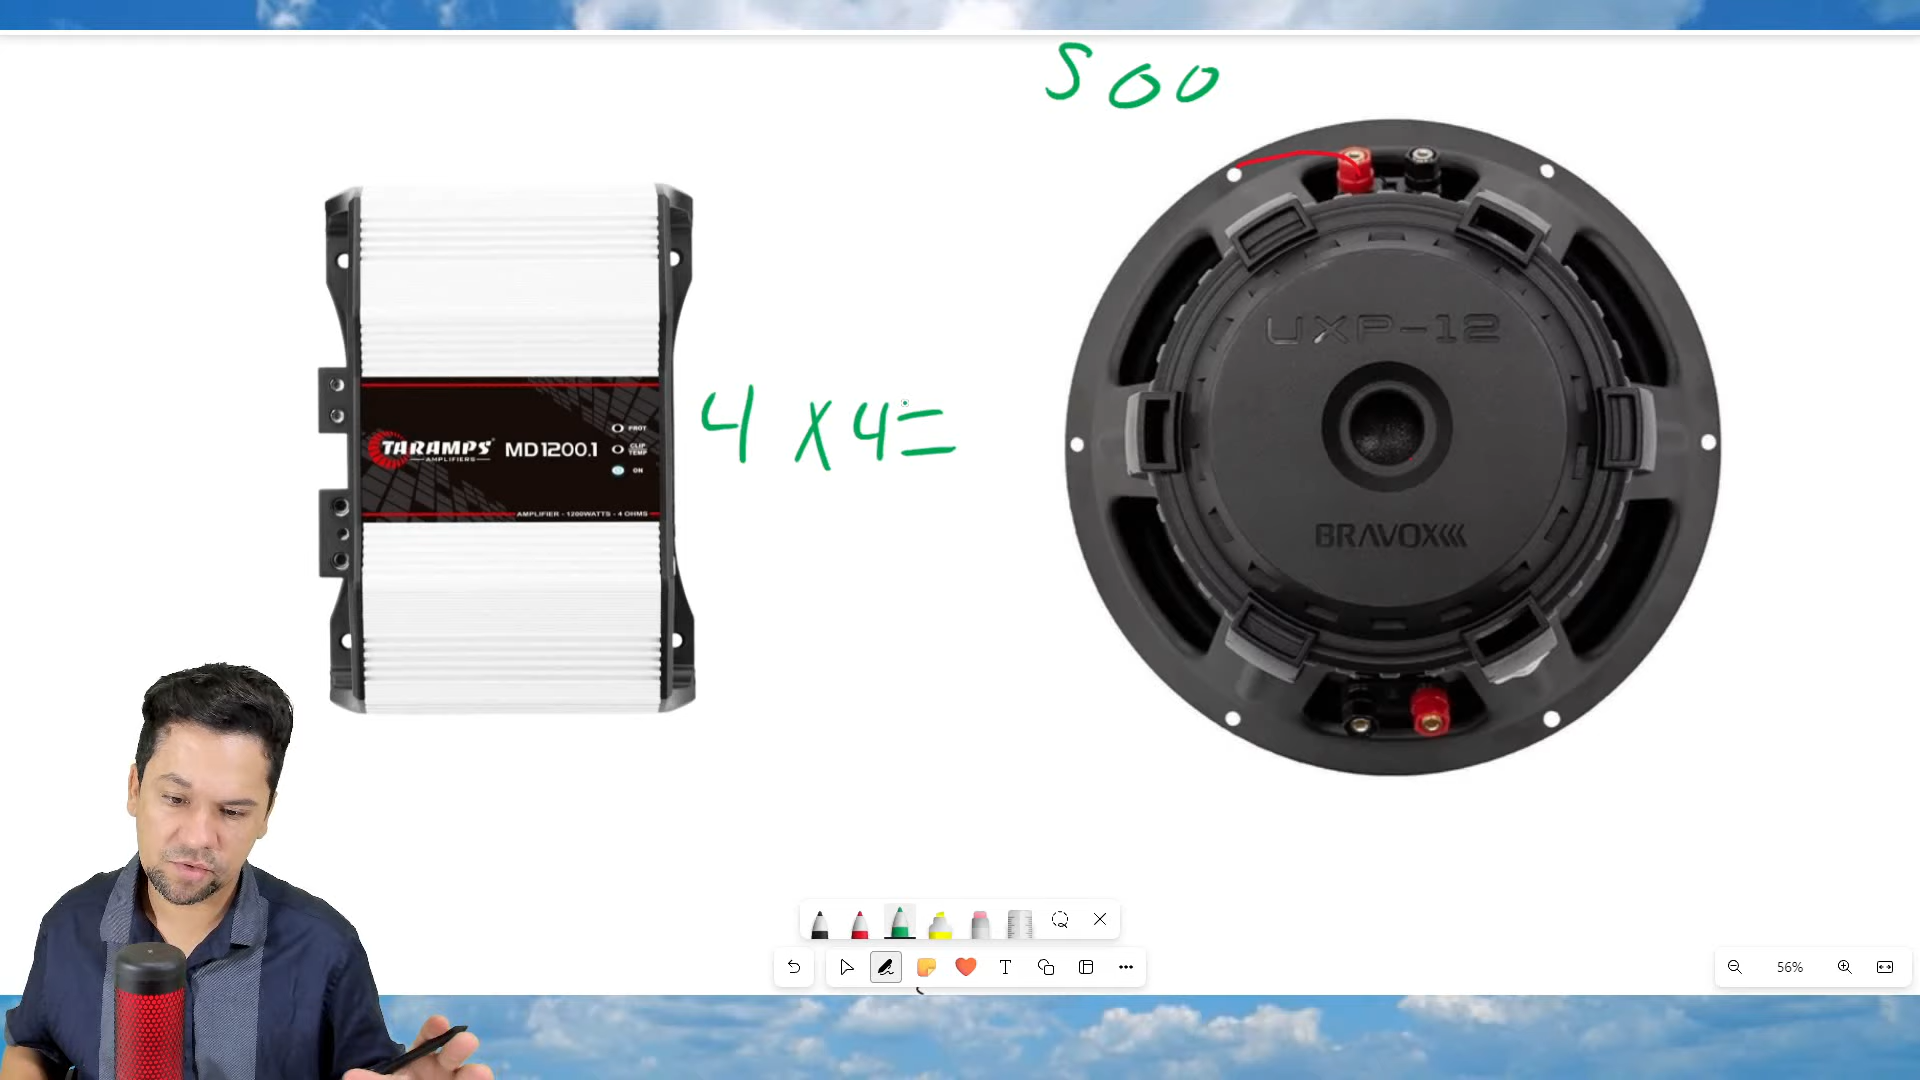 500
UXP-12
4 x 4=
TARAMPS
AMPLIFIERS
MD1200.1
PROT
CLIP
TEMP
ON
AMPLIFIER - 1200WATTS - 4 OHMS
BRAVOX
T
56%